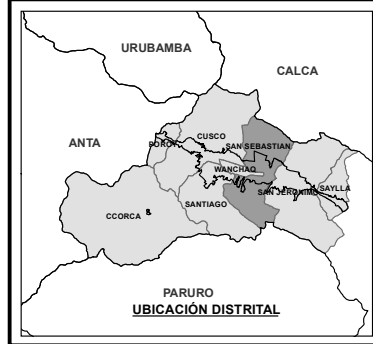 URUBAMBA
CALCA
ANTA
CUSCO
POROY
SAN SEBASTIAN
WANCHAQ
SAN JERONIMO
SAYLLA
SANTIAGO
CCORCA
PARURO
UBICACIÓN DISTRITAL